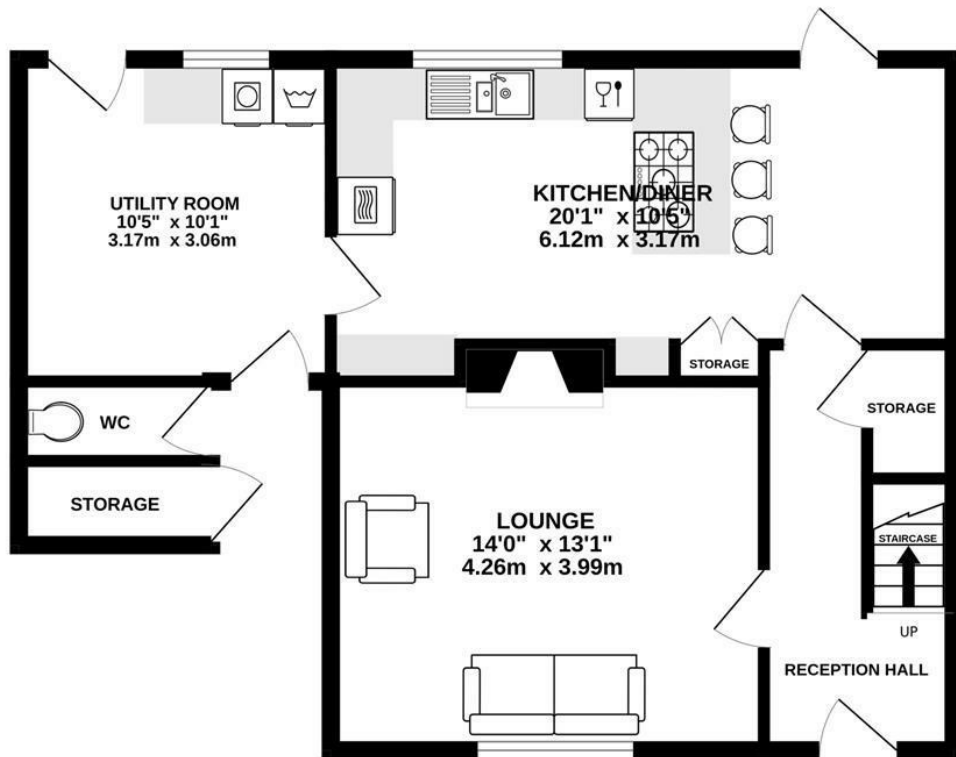 UTILITY ROOM
10'5" x 10'1"
3.17m x 3.06m
KITCHEN/DINER
20'1" x 10'5"
6.12m x 3.17m
STORAGE
STORAGE
WC
STORAGE
LOUNGE
14'0" x 13'1"
4.26m x 3.99m
STAIRCASE
UP
RECEPTION HALL